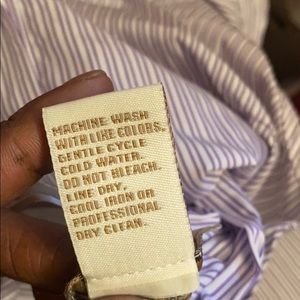 MACHINE WASH
WITH LIKE COLORS.
GENTLE CYCLE
COLD WATER.
DO NOT BLEACH.
LINE DRY.
COOL IRON OR
PROFESSIONAL
DRY CLEAN.